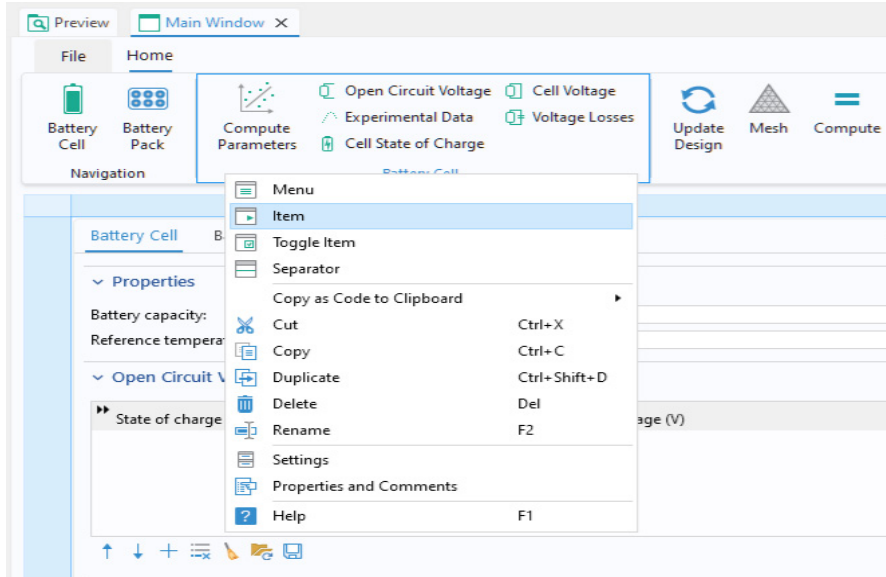 Preview Main Window
File Home
Open Circuit Voltage Cell Voltage
Experimental Data Voltage Losses
Cell State of Charge
Battery Cell
Battery Pack
Compute Parameters
Update Design
Mesh
Compute
Navigation
Battery Cell
Menu
Item
Toggle Item
Separator
Copy as Code to Clipboard
Cut Ctrl+X
Copy Ctrl+C
Duplicate Ctrl+Shift+D
Delete Del
Rename F2
Settings
Properties and Comments
Help F1
Battery Cell
Properties
Battery capacity:
Reference
Open
State of charge
(V)